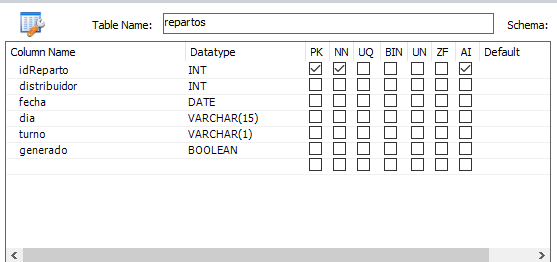 Table Name: repartos Schema:
Column Name Datatype PK NN UQ BIN UN ZF AI Default
idReparto INT
distribuidor INT
fecha DATE
dia VARCHAR(15)
turno VARCHAR(1)
generado BOOLEAN